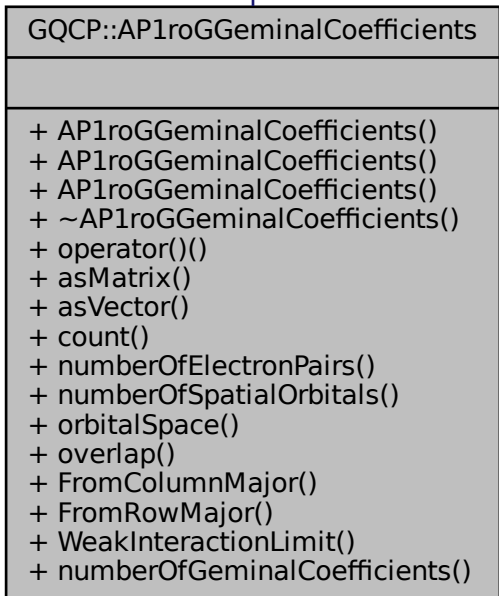 GQCP::AP1roGGeminalCoefficients
+ AP1roGGeminalCoefficients()
+ AP1roGGeminalCoefficients()
+ AP1roGGeminalCoefficients()
+ ~AP1roGGeminalCoefficients()
+ operator()()
+ asMatrix()
+ asVector()
+ count()
+ numberOfElectronPairs()
+ numberOfSpatialOrbitals()
+ orbitalSpace()
+ overlap()
+ FromColumnMajor()
+ FromRowMajor()
+ WeakInteractionLimit()
+ numberOfGeminalCoefficients()